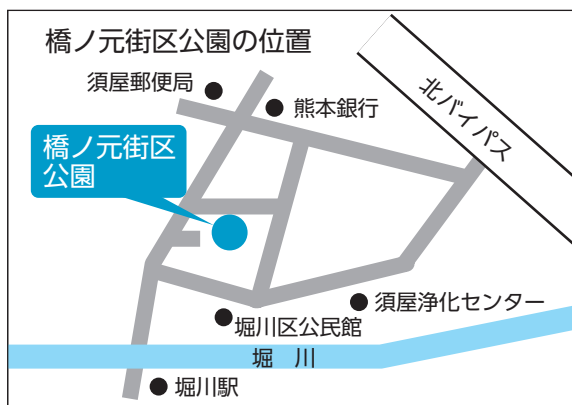 橋ノ元街区公園の位置
須屋郵便局
熊本銀行
北バイパス
橋ノ元街区
公園
須屋浄化センター
堀川区公民館
堀 川
堀川駅